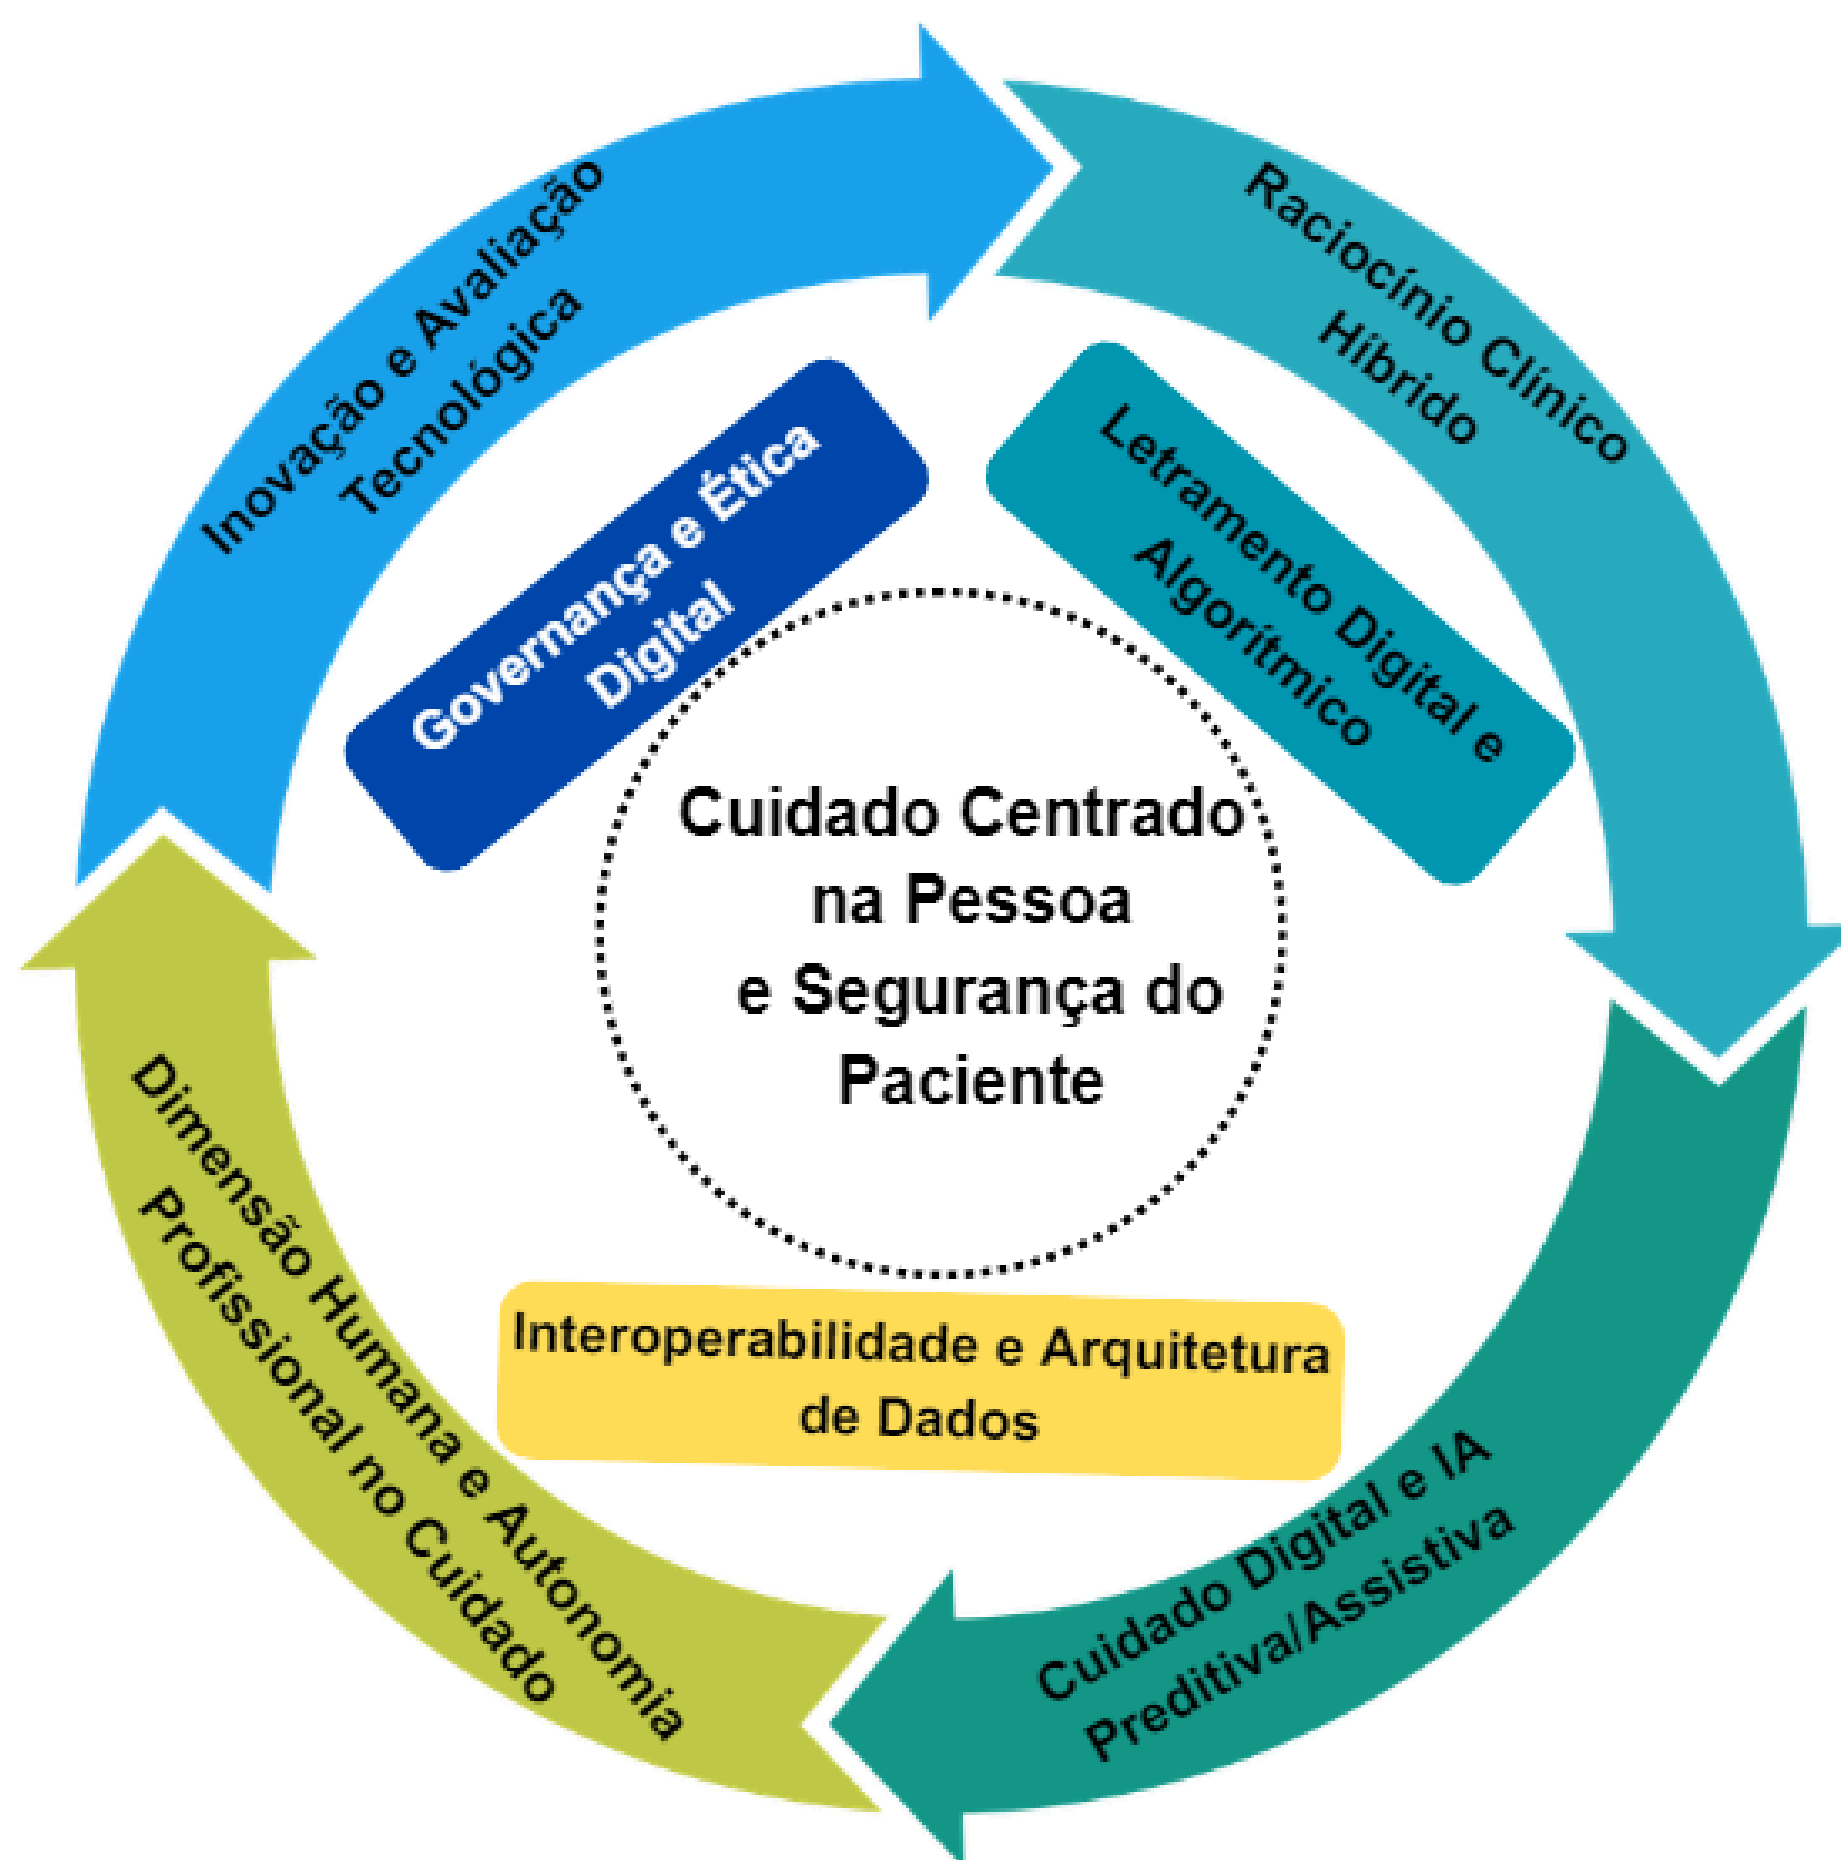 Inovação e Avaliação
Tecnológica
Raciocínio Clínico
Híbrido
Governança e Ética
Digital
Letramento Digital e
Algorítmico
Cuidado Centrado
na Pessoa
e Segurança do
Paciente
Interoperabilidade e Arquitetura
de Dados
Dimensão Humana e Autonomia
Profissional no Cuidado
Cuidado Digital e IA
Preditiva/Assistiva